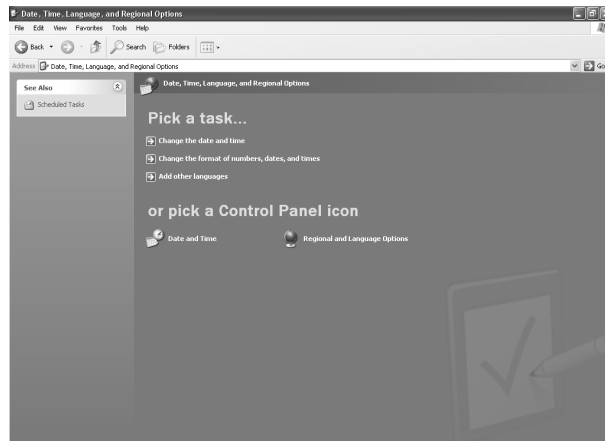 Date, Time, Language, and Regional Options
File Edit View Favorites Tools Help
Back Search Folders
Address Date, Time, Language, and Regional Options Go
See Also
Scheduled Tasks
Date, Time, Language, and Regional Options
Pick a task...
Change the date and time
Change the format of numbers, dates, and times
Add other languages
or pick a Control Panel icon
Date and Time Regional and Language Options